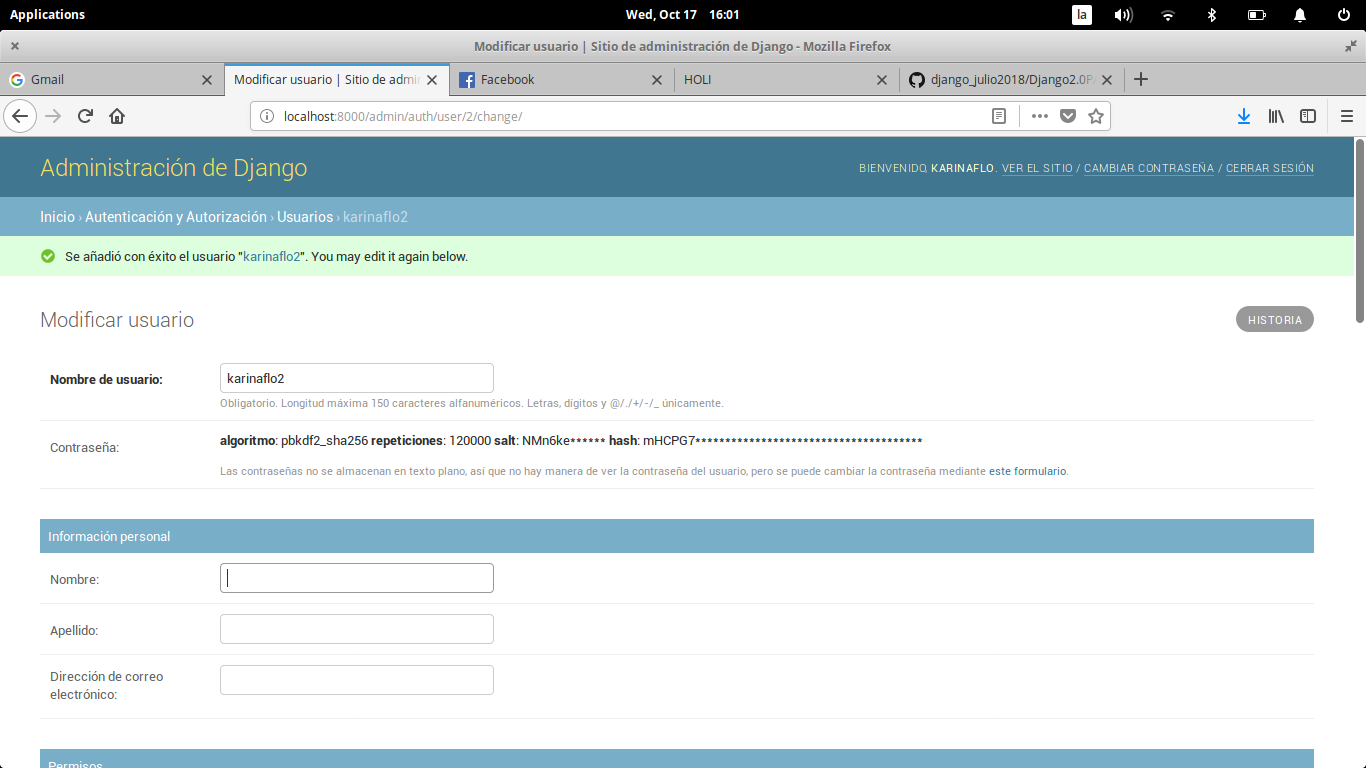 Applications Wed, Oct 17 16:01 la
Modificar usuario | Sitio de administración de Django - Mozilla Firefox
Gmail Modificar usuario | Sitio de admi Facebook HOLI django_julio2018/Django2.0P
localhost:8000/admin/auth/user/2/change/
Administración de Django BIENVENIDO, KARINAFLO. VER EL SITIO / CAMBIAR CONTRASEÑA / CERRAR SESIÓN
Inicio › Autenticación y Autorización › Usuarios › karinaflo2
Se añadió con éxito el usuario "karinaflo2". You may edit it again below.
Modificar usuario HISTORIA
Nombre de usuario: karinaflo2
Obligatorio. Longitud máxima 150 caracteres alfanuméricos. Letras, dígitos y @/./+/-/_ únicamente.
Contraseña: algoritmo: pbkdf2_sha256 repeticiones: 120000 salt: NMn6ke****** hash: mHCPG7**************************************
Las contraseñas no se almacenan en texto plano, así que no hay manera de ver la contraseña del usuario, pero se puede cambiar la contraseña mediante este formulario.
Información personal
Nombre:
Apellido:
Dirección de correo
electrónico:
Permisos